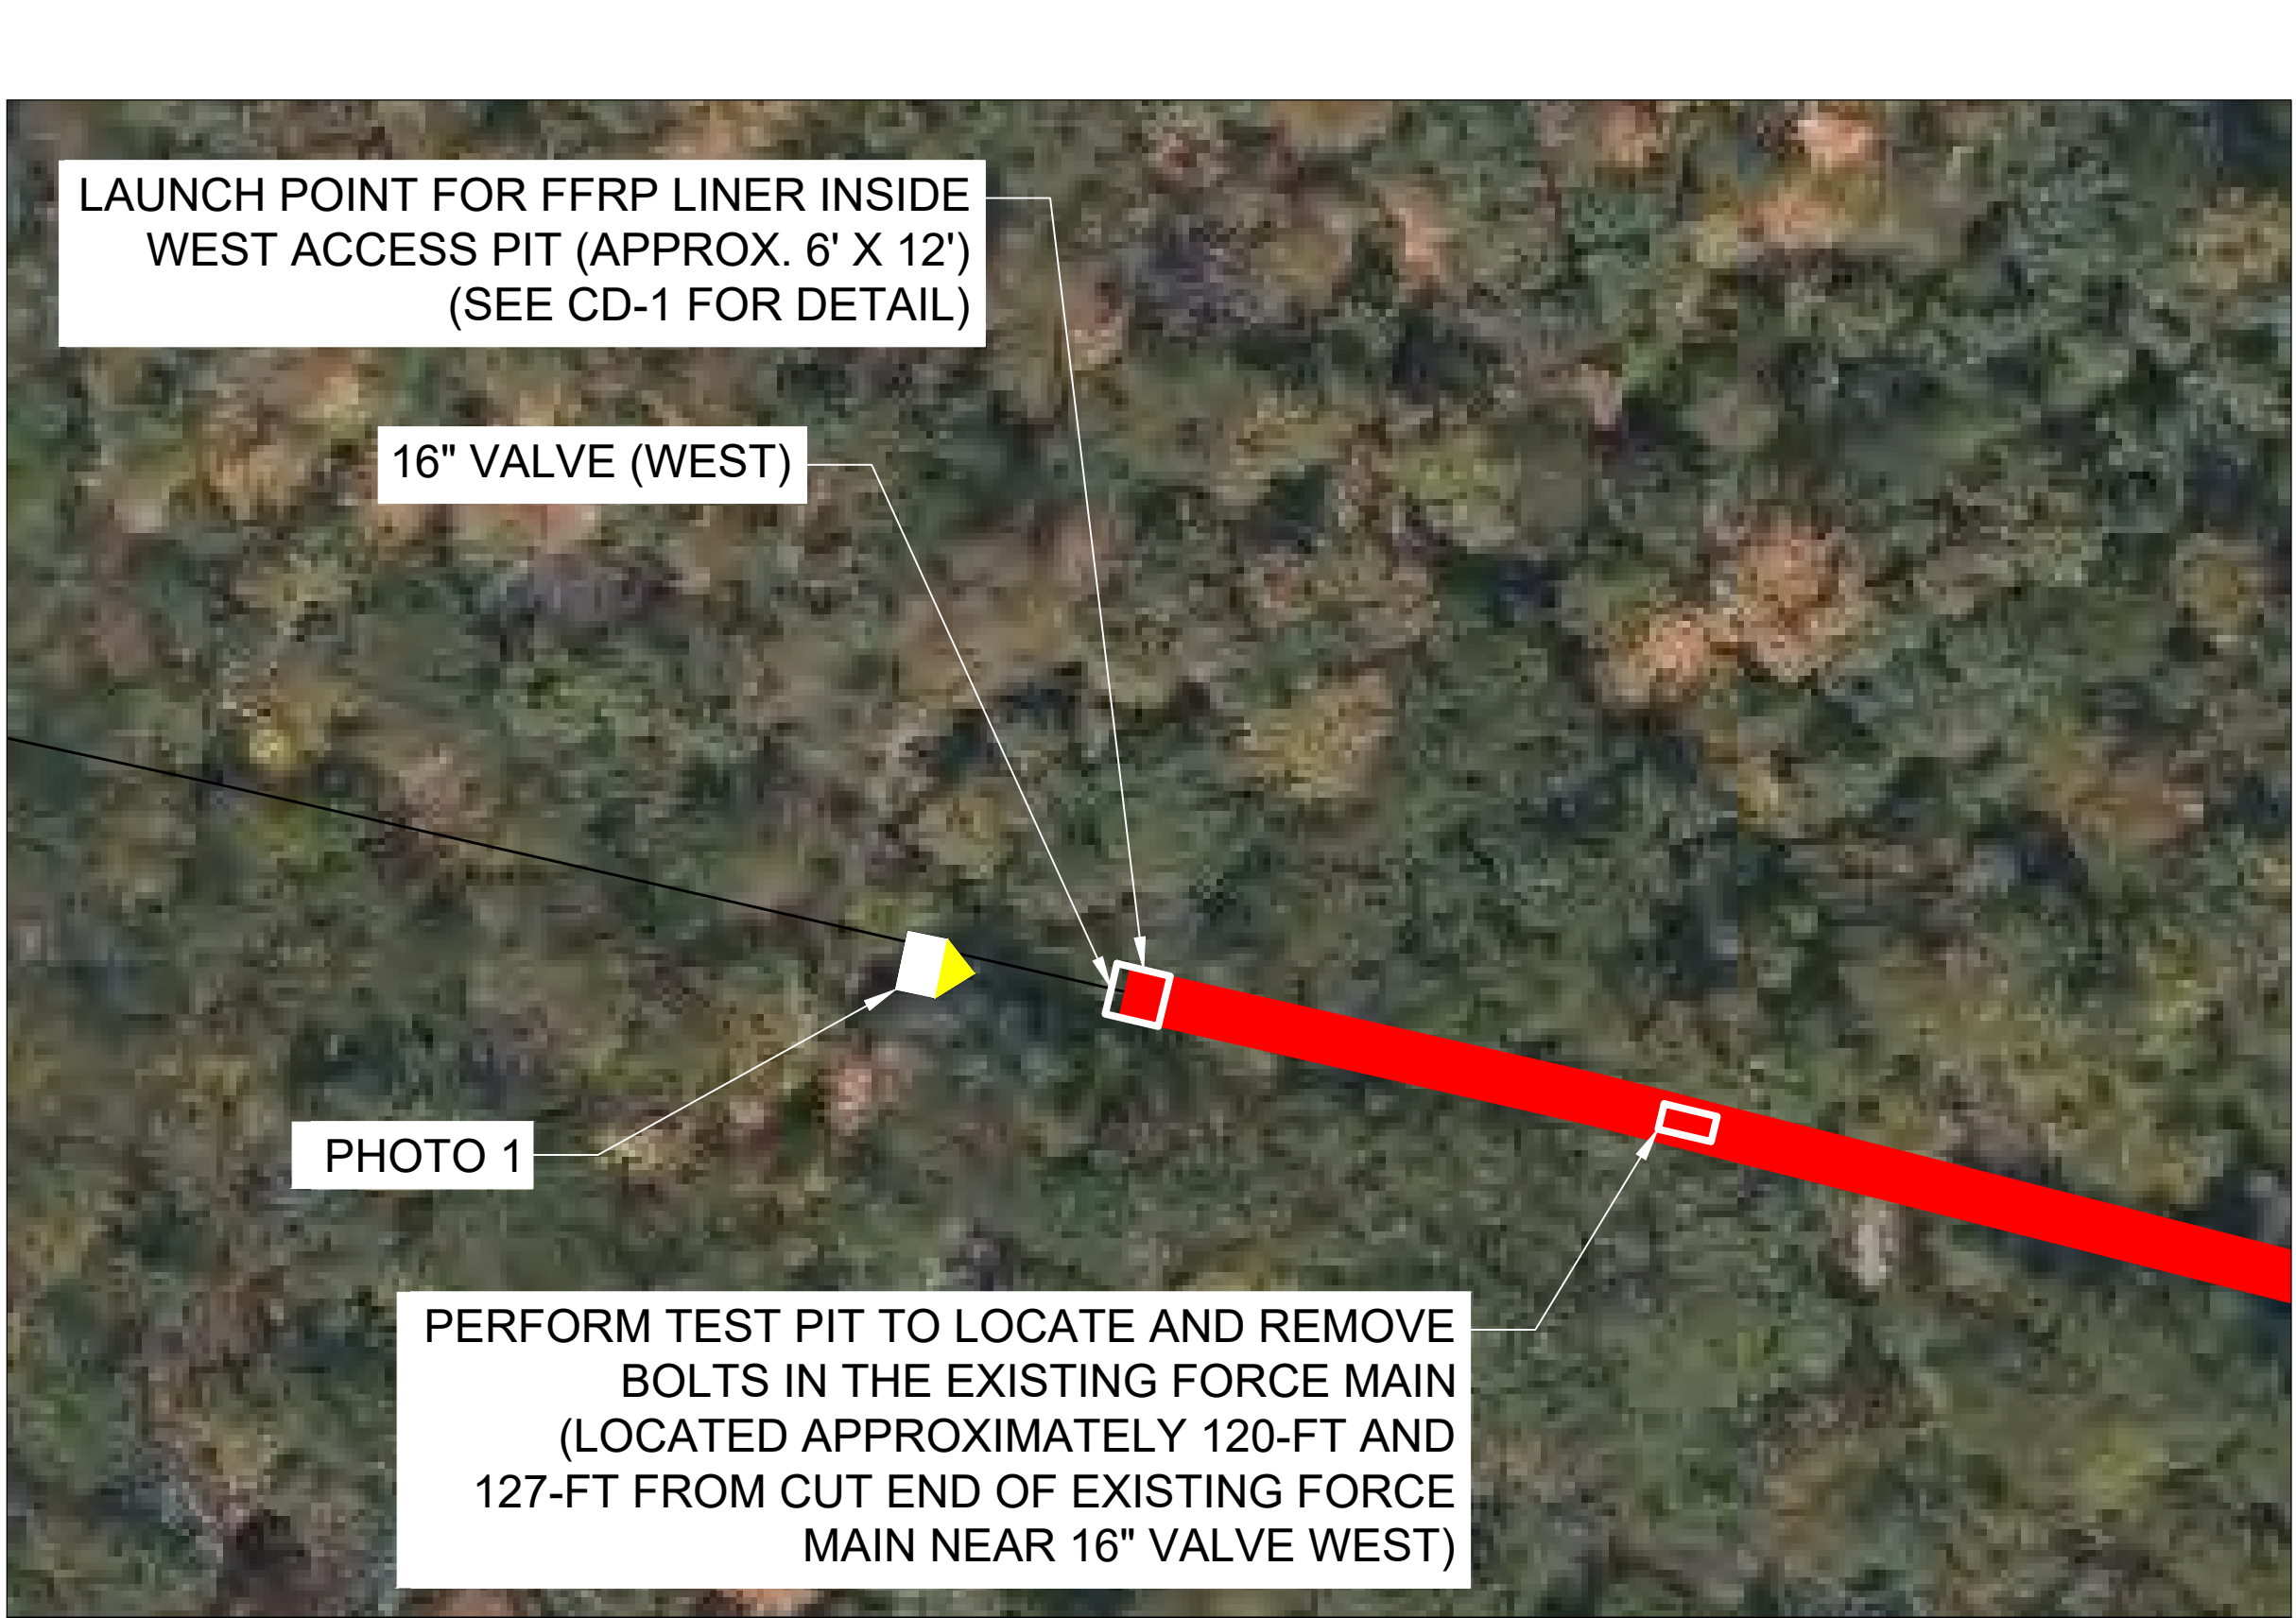 LAUNCH POINT FOR FFRP LINER INSIDE
WEST ACCESS PIT (APPROX. 6' X 12')
(SEE CD-1 FOR DETAIL)
16" VALVE (WEST)
PHOTO 1
PERFORM TEST PIT TO LOCATE AND REMOVE
BOLTS IN THE EXISTING FORCE MAIN
(LOCATED APPROXIMATELY 120-FT AND
127-FT FROM CUT END OF EXISTING FORCE
MAIN NEAR 16" VALVE WEST)